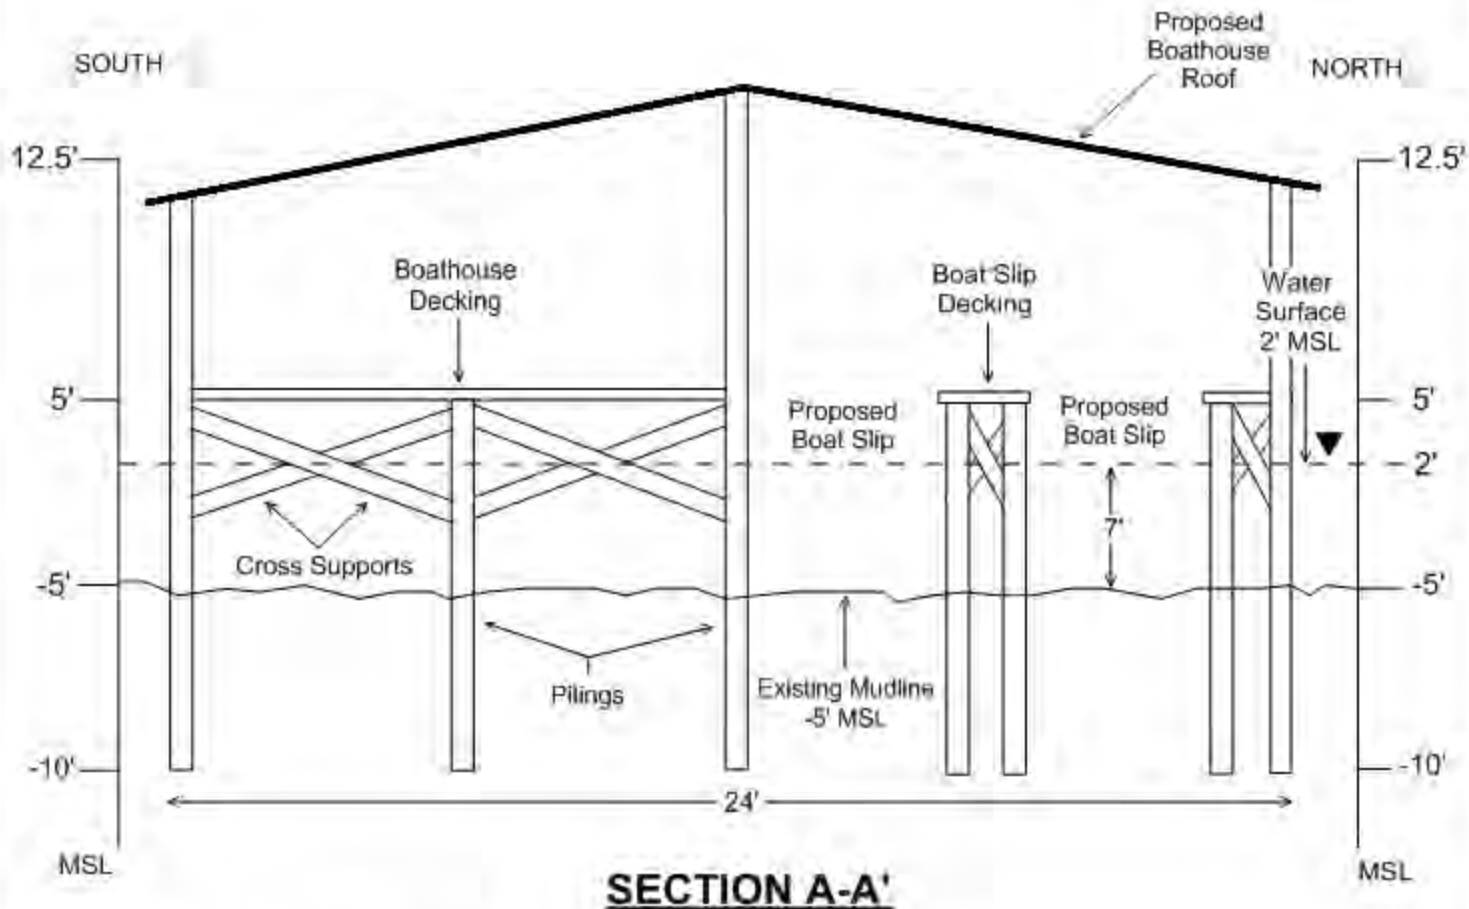 SOUTH
Proposed
Boathouse
Roof
NORTH
12.5'
12.5'
Boathouse
Decking
Boat Slip
Decking
Water
Surface
2' MSL
5'
Proposed
Boat Slip
Proposed
Boat Slip
5'
2'
7'
Cross Supports
-5'
-5'
Pilings
Existing Mudline
-5' MSL
-10'
-10'
24'
MSL
MSL
SECTION A-A'